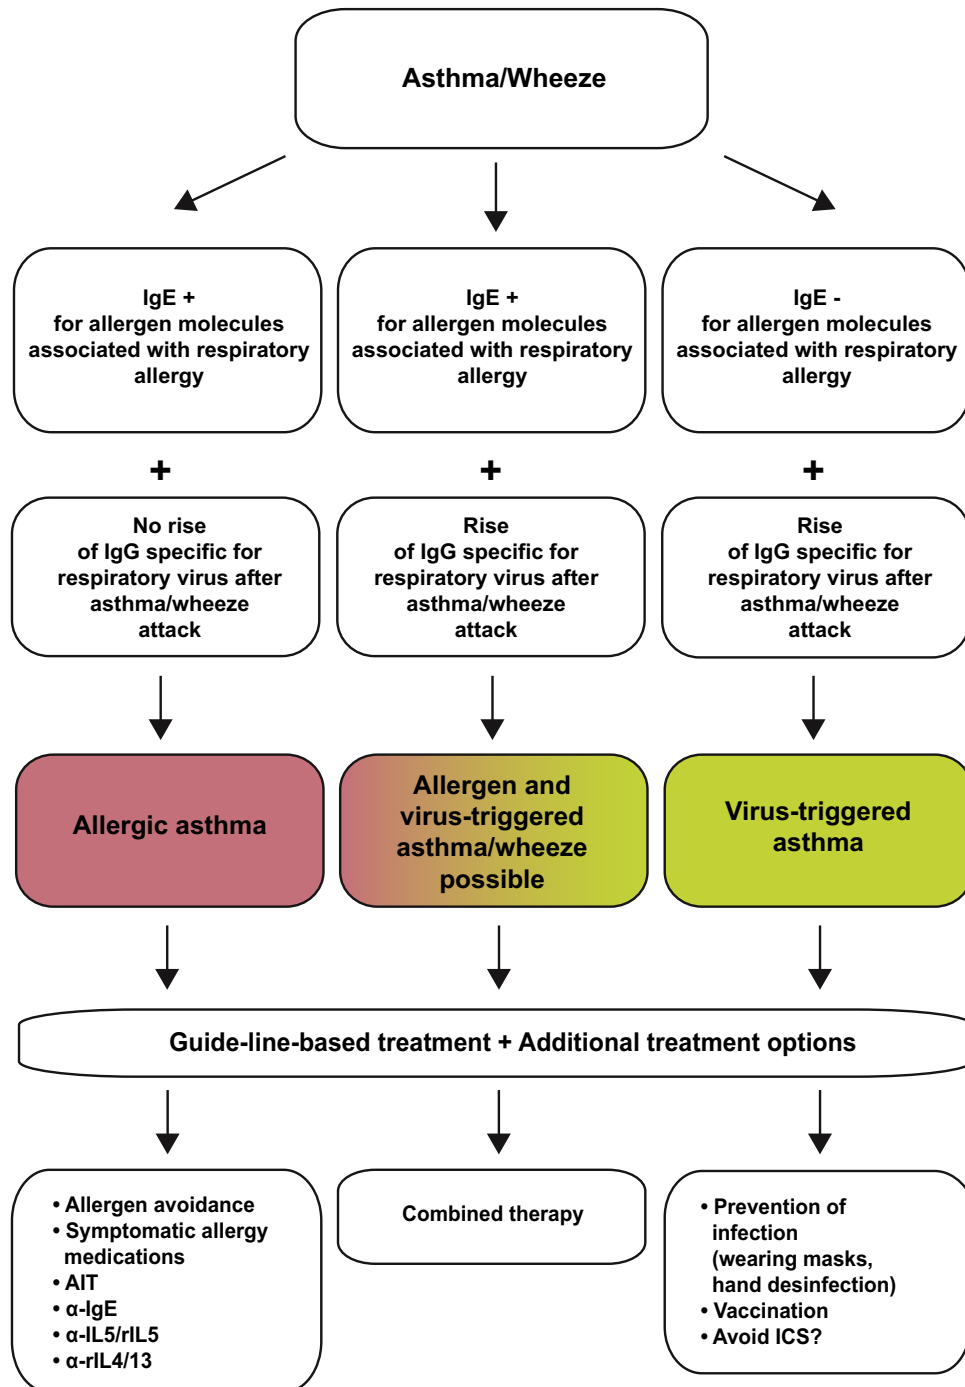 Asthma/Wheeze
IgE +
for allergen molecules
associated with respiratory
allergy
IgE +
for allergen molecules
associated with respiratory
allergy
IgE -
for allergen molecules
associated with respiratory
allergy
+
+
+
No rise
of IgG specific for
respiratory virus after
asthma/wheeze
attack
Rise
of IgG specific for
respiratory virus after
asthma/wheeze
attack
Rise
of IgG specific for
respiratory virus after
asthma/wheeze
attack
Allergic asthma
Allergen and
virus-triggered
asthma/wheeze
possible
Virus-triggered
asthma
Guide-line-based treatment + Additional treatment options
• Allergen avoidance
• Symptomatic allergy
medications
• AIT
• α-IgE
• α-IL5/rIL5
• α-rIL4/13
Combined therapy
• Prevention of
infection
(wearing masks,
hand desinfection)
• Vaccination
• Avoid ICS?